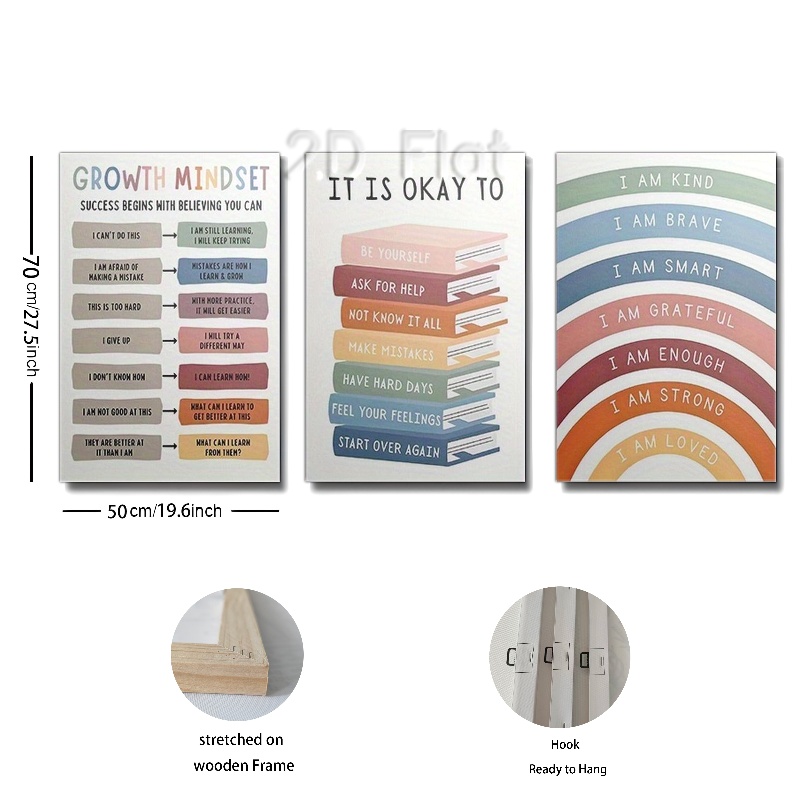 2D Flat
GROWTH MINDSET
SUCCESS BEGINS WITH BELIEVING YOU CAN
I CAN'T DO THIS
I AM STILL LEARNING,
I WILL KEEP TRYING
I AM AFRAID OF
MAKING A MISTAKE
MISTAKES ARE HOW I
LEARN & GROW
THIS IS TOO HARD
WITH MORE PRACTICE,
IT WILL GET EASIER
I GIVE UP
I WILL TRY A
DIFFERENT WAY
I DON'T KNOW HOW
I CAN LEARN HOW!
I AM NOT GOOD AT THIS
WHAT CAN I LEARN TO
GET BETTER AT THIS
THEY ARE BETTER AT
IT THAN I AM
WHAT CAN I LEARN
FROM THEM?
IT IS OKAY TO
BE YOURSELF
ASK FOR HELP
NOT KNOW IT ALL
MAKE MISTAKES
HAVE HARD DAYS
FEEL YOUR FEELINGS
START OVER AGAIN
I AM KIND
I AM BRAVE
I AM SMART
I AM GRATEFUL
I AM ENOUGH
I AM STRONG
I AM LOVED
70 cm/27.5inch
50 cm/19.6inch
stretched on
wooden Frame
Hook
Ready to Hang